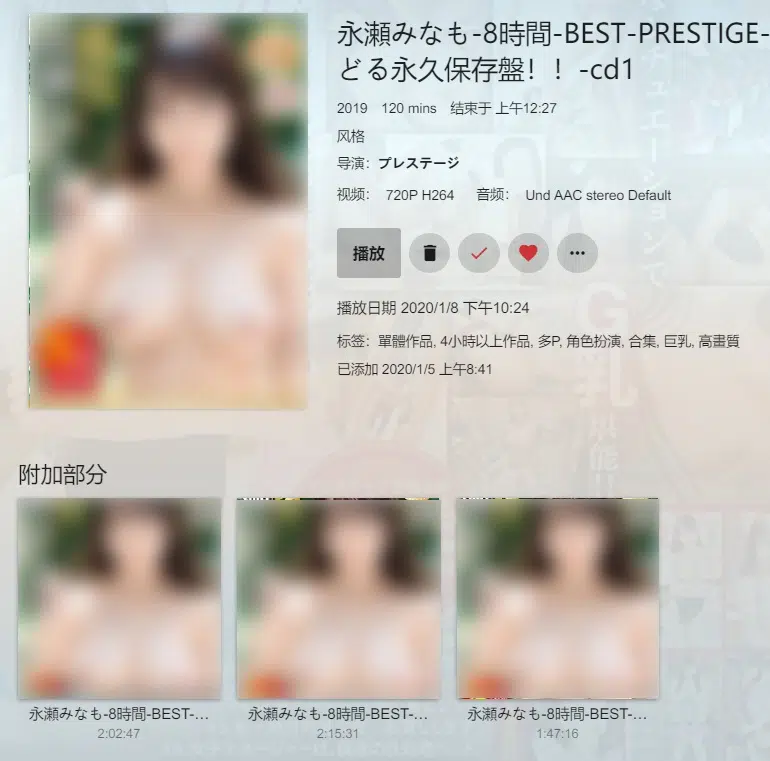 永瀬みなも-8時間-BEST-PRESTIGE-
どる永久保存盤！！-cd1
2019 120 mins 结束于 上午12:27
风格
导演： プレステージ
视频： 720P H264 音频： Und AAC stereo Default
播放
播放日期 2020/1/8 下午10:24
标签： 單體作品, 4小時以上作品, 多P, 角色扮演, 合集, 巨乳, 高畫質
已添加 2020/1/5 上午8:41
附加部分
永瀬みなも-8時間-BEST-...
2:02:47
永瀬みなも-8時間-BEST-...
2:15:31
永瀬みなも-8時間-BEST-...
1:47:16